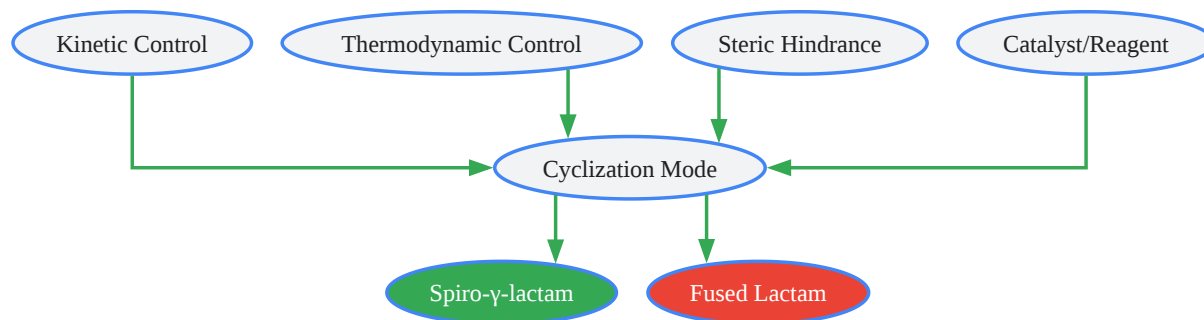 Kinetic Control
Thermodynamic Control
Steric Hindrance
Catalyst/Reagent
Cyclization Mode
Spiro-γ-lactam
Fused Lactam